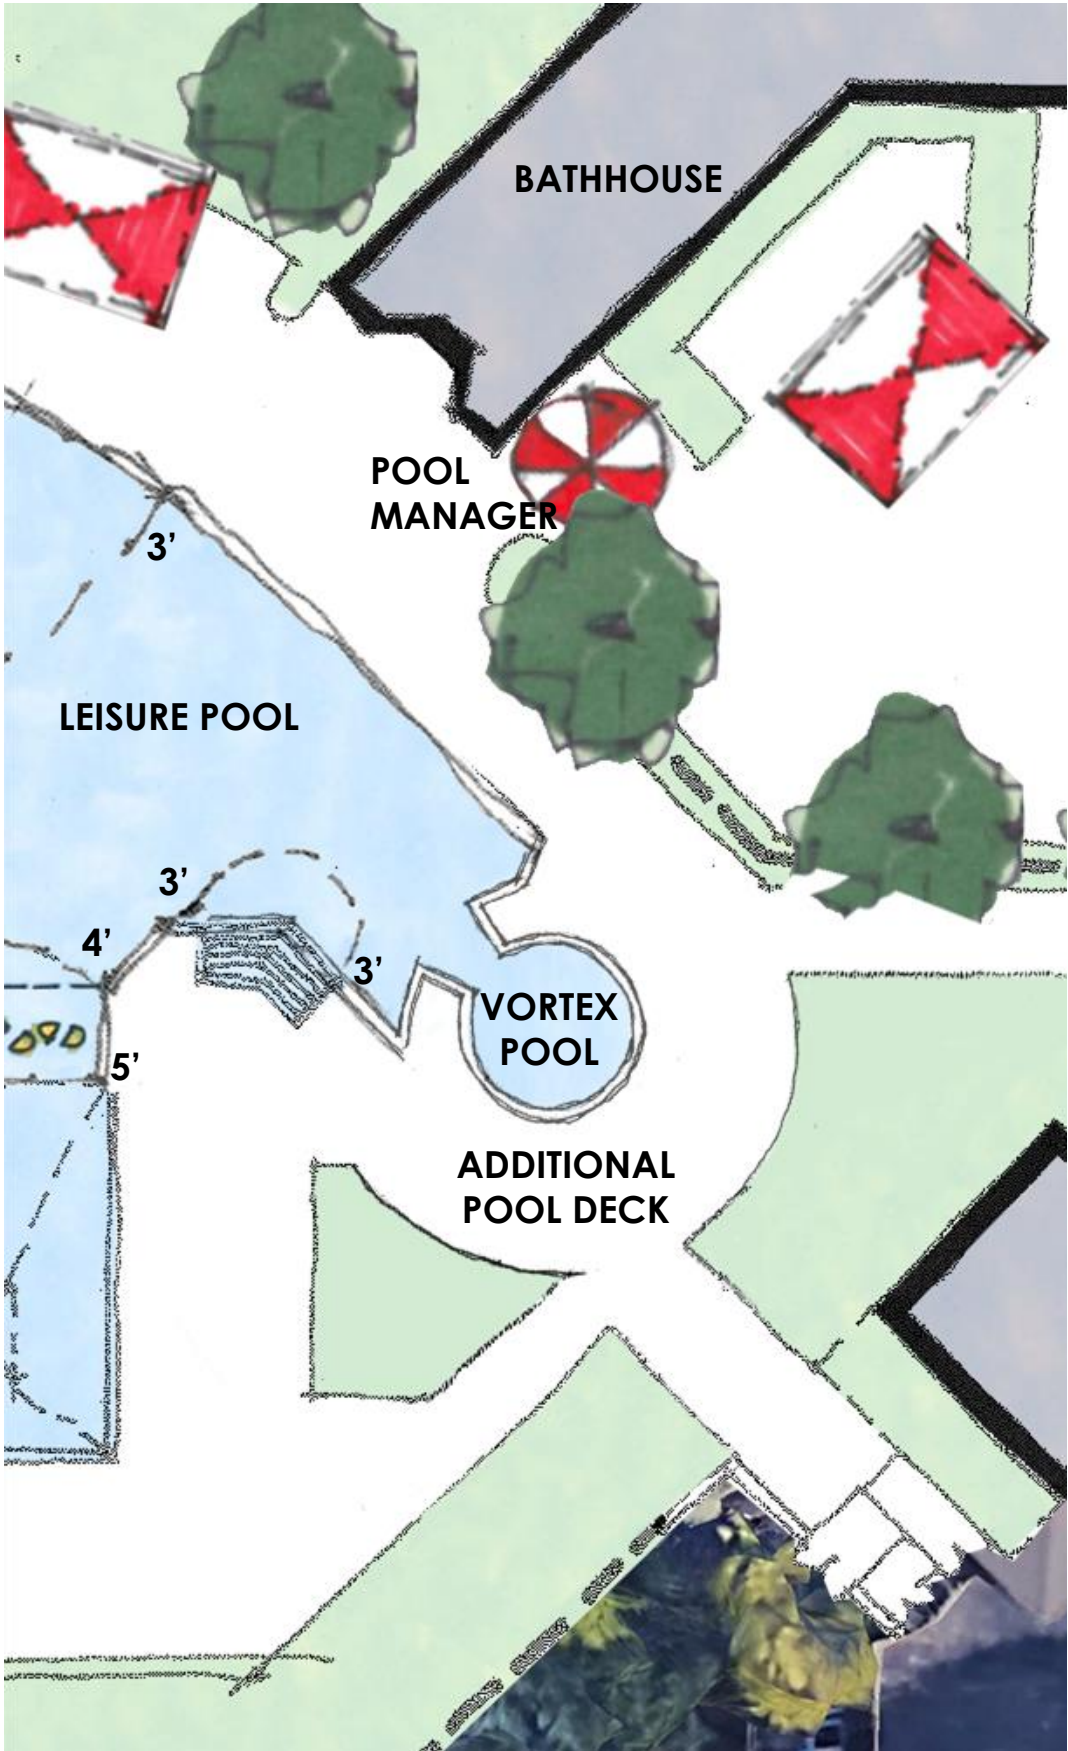 BATHHOUSE
POOL
MANAGER
3’
LEISURE POOL
3’
4’
3’
VORTEX
POOL
5’
ADDITIONAL
POOL DECK